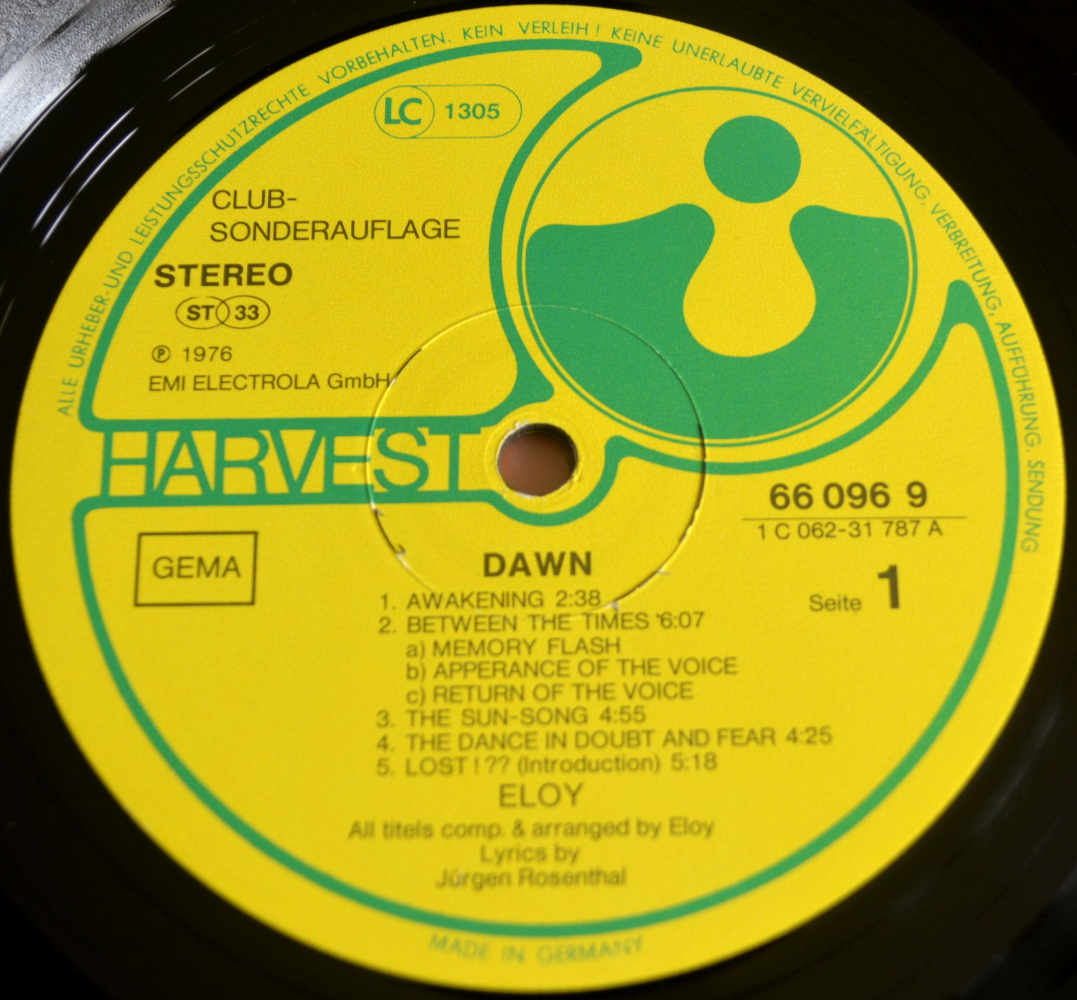 ALLE URHEBER-UND LEISTUNGSSCHUTZRECHTE VORBEHALTEN. KEIN VERLEIH! KEINE UNERLAUBTE VERVIELFÄLTIGUNG, VERBREITUNG, AUFFÜHRUNG, SENDUNG
LC 1305
CLUB-
SONDERAUFLAGE
STEREO
ST 33
℗ 1976
EMI ELECTROLA GmbH
HARVEST
66 096 9
1 C 062-31 787 A
GEMA
Seite 1
DAWN
1. AWAKENING 2:38
2. BETWEEN THE TIMES 6:07
a) MEMORY FLASH
b) APPERANCE OF THE VOICE
c) RETURN OF THE VOICE
3. THE SUN-SONG 4:55
4. THE DANCE IN DOUBT AND FEAR 4:25
5. LOST!?? (Introduction) 5:18
ELOY
All titels comp. & arranged by Eloy
Lyrics by
Jürgen Rosenthal
MADE IN GERMANY